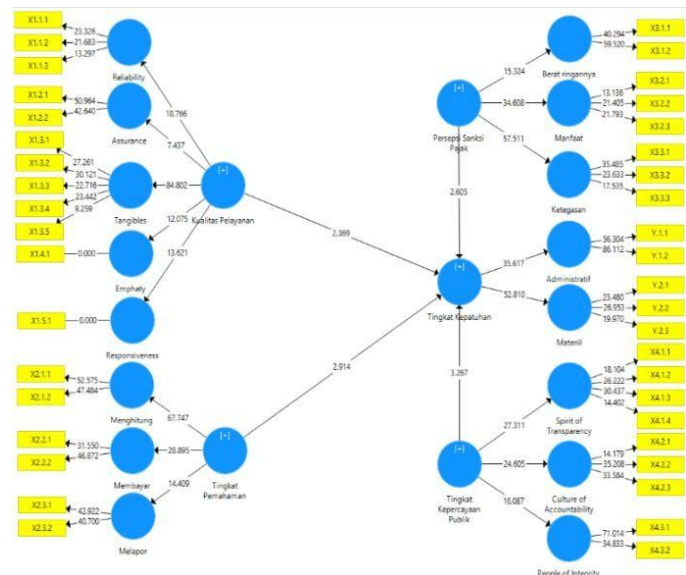 X1.1.1
X1.1.2
X1.1.3
23.326
21.683
13.297
Reliability
X1.2.1
X1.2.2
50.964
42.640
Assurance
X1.3.1
X1.3.2
X1.3.3
X1.3.4
X1.3.5
27.261
30.121
22.716
23.442
9.259
Tangibles
X1.4.1
0.000
Emphaty
X1.5.1
0.000
Responsiveness
18.766
7.437
84.802
12.075
13.621
[+]
Kualitas Pelayanan
2.369
X2.1.1
X2.1.2
52.575
47.484
Menghitung
X2.2.1
X2.2.2
31.550
46.872
Membayar
X2.3.1
X2.3.2
42.922
40.700
Melapor
67.747
28.895
14.409
[+]
Tingkat
Pemahaman
2.914
[+]
Persepsi Sanksi
Pajak
15.324
34.608
57.511
2.605
Berat ringannya
40.294
59.520
X3.1.1
X3.1.2
Manfaat
13.136
21.405
21.793
X3.2.1
X3.2.2
X3.2.3
Ketegasan
35.485
23.633
17.535
X3.3.1
X3.3.2
X3.3.3
[+]
Tingkat Kepatuhan
35.617
52.810
Administratif
56.304
86.112
Y.1.1
Y.1.2
Materiil
23.480
26.953
19.970
Y.2.1
Y.2.2
Y.2.3
3.267
[+]
Tingkat
Kepercayaan
Publik
27.311
24.605
16.087
Spirit of
Transparency
18.104
26.222
30.437
14.402
X4.1.1
X4.1.2
X4.1.3
X4.1.4
Culture of
Accountability
14.179
35.208
33.584
X4.2.1
X4.2.2
X4.2.3
People of Integrity
71.014
34.833
X4.3.1
X4.3.2